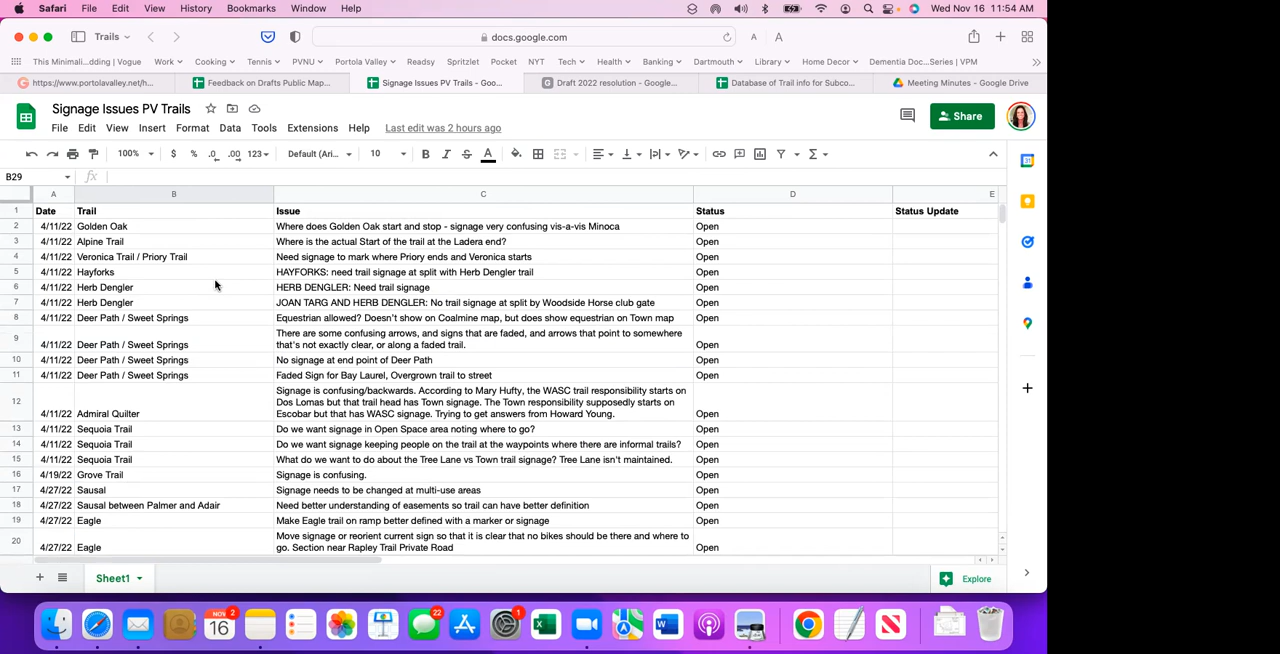 Safari File Edit View History Bookmarks Window Help Wed Nov 16 11:54 AM
Trails docs.google.com A A
This Minimali...dding | Vogue Work Cooking Tennis PVNU Portola Valley Readsy Spritzlet Pocket NYT Tech Health Banking Dartmouth Library Home Decor Dementia Doc...Series | VPM
https://www.portolavalley.net/h... Feedback on Drafts Public Map... Signage Issues PV Trails - Goo... Draft 2022 resolution - Google... Database of Trail info for Subco... Meeting Minutes - Google Drive
Signage Issues PV Trails
Share
File Edit View Insert Format Data Tools Extensions Help Last edit was 2 hours ago
100% $ % .0 .00 123 Default (Ari... 10 B I S A
B29 fx
A B C D E
1 Date Trail Issue Status Status Update
2 4/11/22 Golden Oak Where does Golden Oak start and stop - signage very confusing vis-a-vis Minoca Open
3 4/11/22 Alpine Trail Where is the actual Start of the trail at the Ladera end? Open
4 4/11/22 Veronica Trail / Priory Trail Need signage to mark where Priory ends and Veronica starts Open
5 4/11/22 Hayforks HAYFORKS: need trail signage at split with Herb Dengler trail Open
6 4/11/22 Herb Dengler HERB DENGLER: Need trail signage Open
7 4/11/22 Herb Dengler JOAN TARG AND HERB DENGLER: No trail signage at split by Woodside Horse club gate Open
8 4/11/22 Deer Path / Sweet Springs Equestrian allowed? Doesn't show on Coalmine map, but does show equestrian on Town map Open
There are some confusing arrows, and signs that are faded, and arrows that point to somewhere
9 4/11/22 Deer Path / Sweet Springs that's not exactly clear, or along a faded trail. Open
10 4/11/22 Deer Path / Sweet Springs No signage at end point of Deer Path Open
11 4/11/22 Deer Path / Sweet Springs Faded Sign for Bay Laurel, Overgrown trail to street Open
Signage is confusing/backwards. According to Mary Hufty, the WASC trail responsibility starts on
12 Dos Lomas but that trail head has Town signage. The Town responsibility supposedly starts on
4/11/22 Admiral Quilter Escobar but that has WASC signage. Trying to get answers from Howard Young. Open
13 4/11/22 Sequoia Trail Do we want signage in Open Space area noting where to go? Open
14 4/11/22 Sequoia Trail Do we want signage keeping people on the trail at the waypoints where there are informal trails? Open
15 4/11/22 Sequoia Trail What do we want to do about the Tree Lane vs Town trail signage? Tree Lane isn't maintained. Open
16 4/19/22 Grove Trail Signage is confusing. Open
17 4/27/22 Sausal Signage needs to be changed at multi-use areas Open
18 4/27/22 Sausal between Palmer and Adair Need better understanding of easements so trail can have better definition Open
19 4/27/22 Eagle Make Eagle trail on ramp better defined with a marker or signage Open
20 Move signage or reorient current sign so that it is clear that no bikes should be there and where to
4/27/22 Eagle go. Section near Rapley Trail Private Road Open
Sheet1 Explore
NOV 2 16 22 1